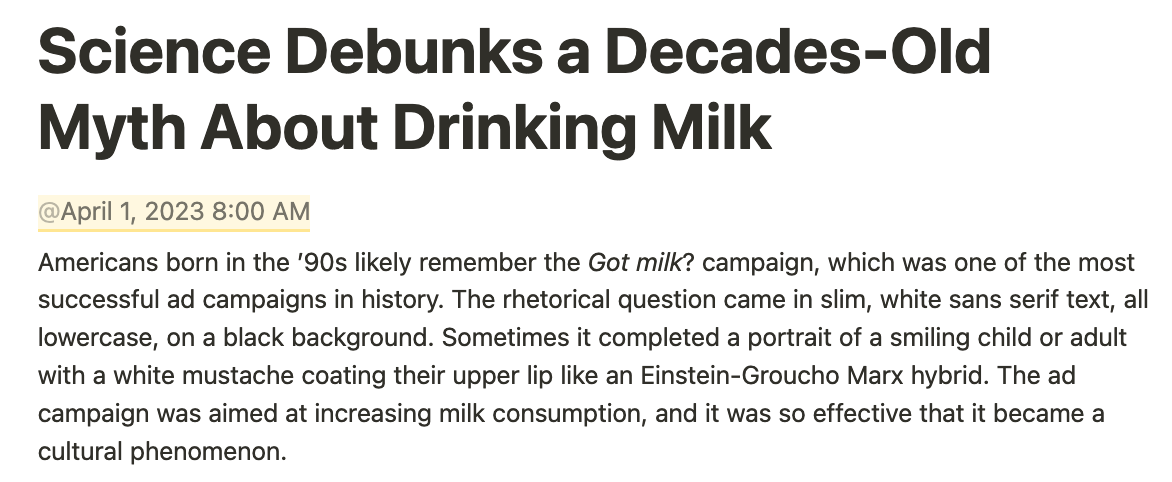 Science Debunks a Decades-Old
Myth About Drinking Milk
@April 1, 2023 8:00 AM
Americans born in the ’90s likely remember the Got milk? campaign, which was one of the most
successful ad campaigns in history. The rhetorical question came in slim, white sans serif text, all
lowercase, on a black background. Sometimes it completed a portrait of a smiling child or adult
with a white mustache coating their upper lip like an Einstein-Groucho Marx hybrid. The ad
campaign was aimed at increasing milk consumption, and it was so effective that it became a
cultural phenomenon.